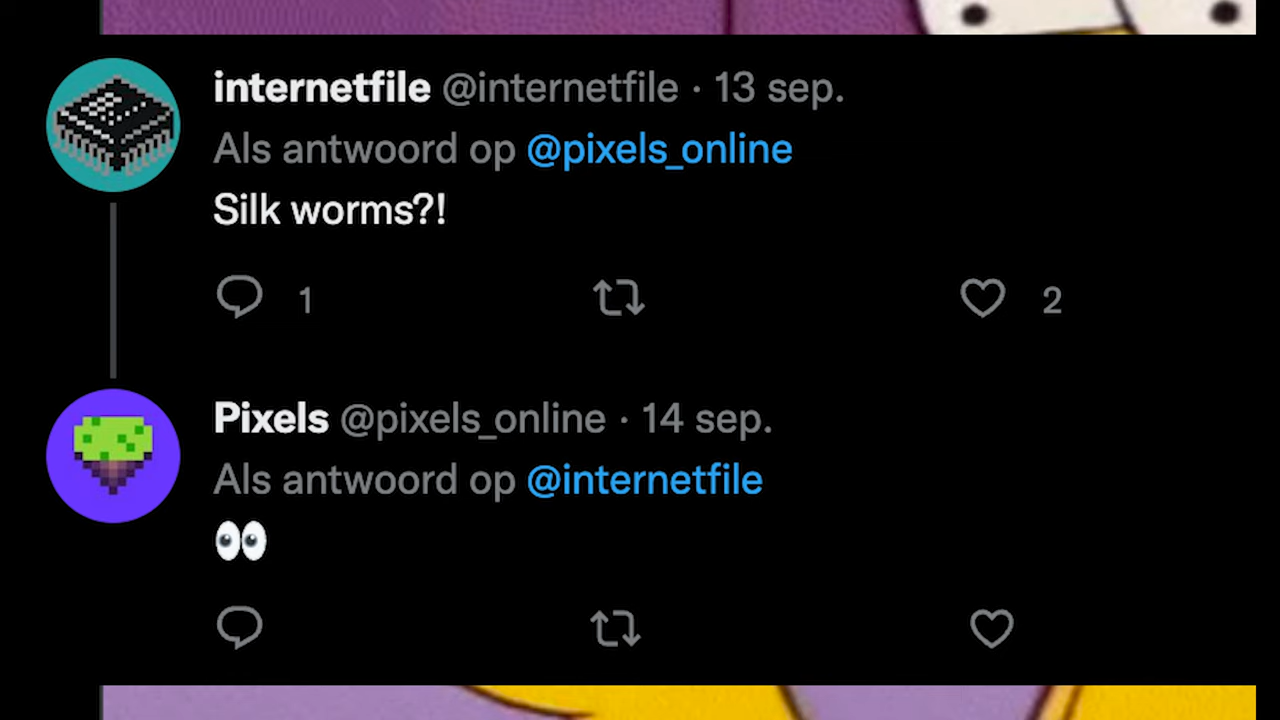 internetfile @internetfile · 13 sep.
Als antwoord op @pixels_online
Silk worms?!
1 2
Pixels @pixels_online · 14 sep.
Als antwoord op @internetfile
👀